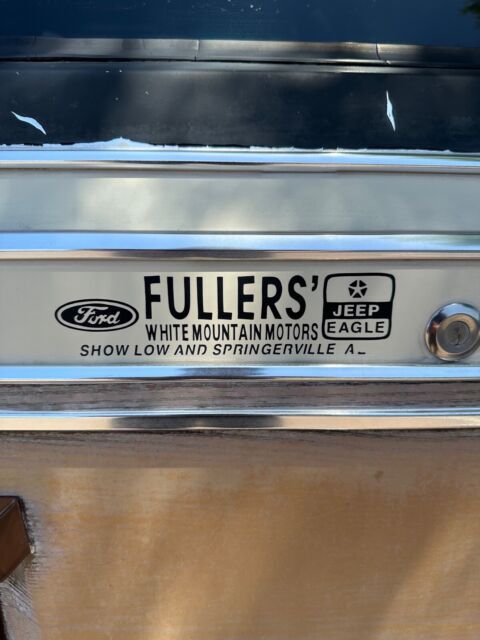 Ford
FULLERS'
WHITE MOUNTAIN MOTORS
JEEP
EAGLE
SHOW LOW AND SPRINGERVILLE